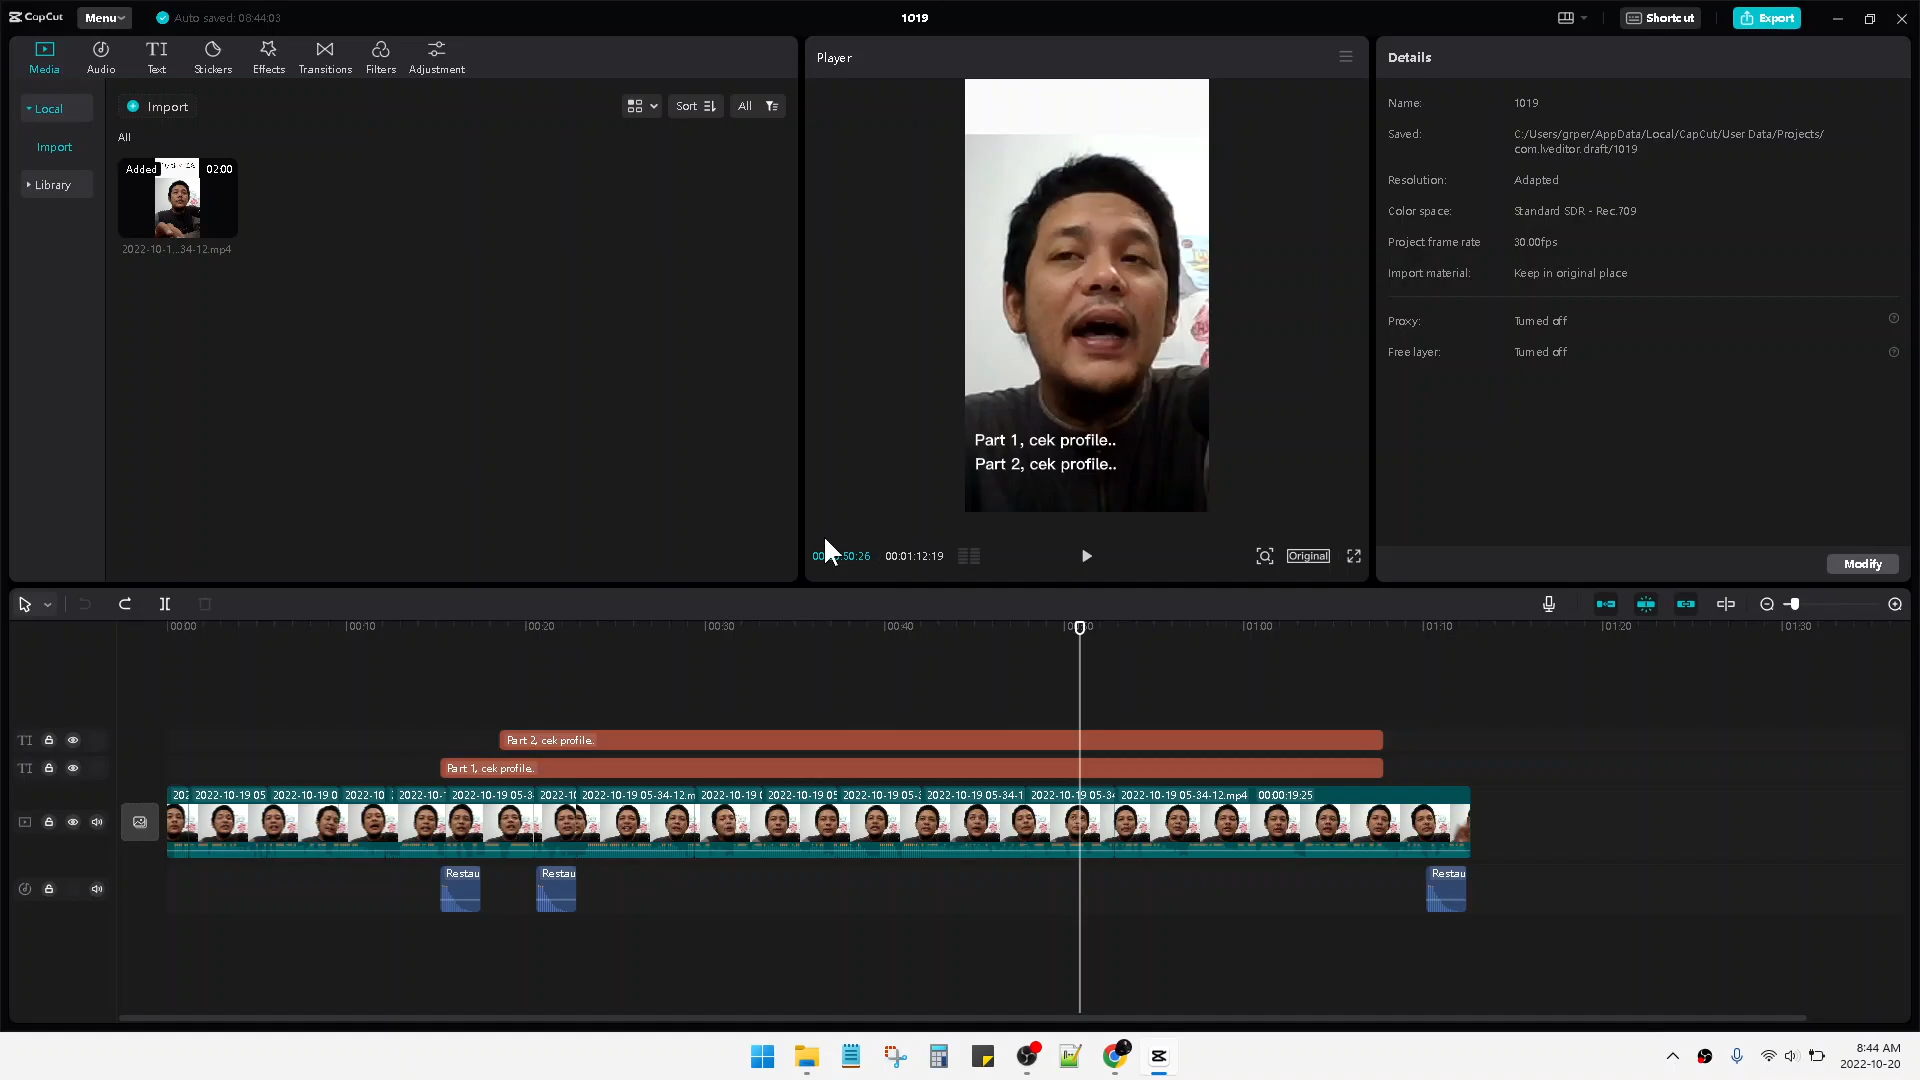 CapCut
Menu
Auto saved: 08:44:03
1019
Shortcut
Export
Media
Audio
Text
Stickers
Effects
Transitions
Filters
Adjustment
Player
Details
Local
Import
Library
Import
Sort
All
All
Added
02:00
2022-10-1...34-12.mp4
Part 1, cek profile..
Part 2, cek profile..
50:26
00:01:12:19
Original
Name:
1019
Saved:
C:/Users/grper/AppData/Local/CapCut/User Data/Projects/
com.lveditor.draft/1019
Resolution:
Adapted
Color space:
Standard SDR - Rec.709
Project frame rate
30.00fps
Import material:
Keep in original place
Proxy:
Turned off
Free layer:
Turned off
Modify
00:00
00:10
00:20
00:30
00:40
01:00
01:10
01:20
01:30
TI
Part 2, cek profile..
TI
Part 1, cek profile..
202
2022-10-19 05
2022-10-19 0
2022-10
2022-10-
2022-10-19 05-3
2022-10
2022-10-19 05-34-12.m
2022-10-19
2022-10-19 05
2022-10-19 05-
2022-10-19 05-34-1
2022-10-19 05-34
2022-10-19 05-34-12.mp4
00:00:19:25
Restau
Restau
Restau
8:44 AM
2022-10-20